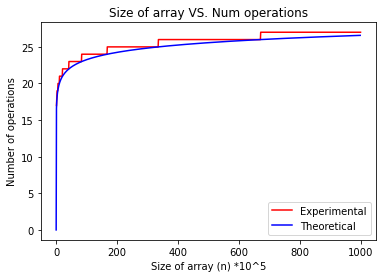 Size of array VS. Num operations
Number of operations
25
20
15
10
5
0
0 200 400 600 800 1000
Size of array (n) *10^5
Experimental
Theoretical